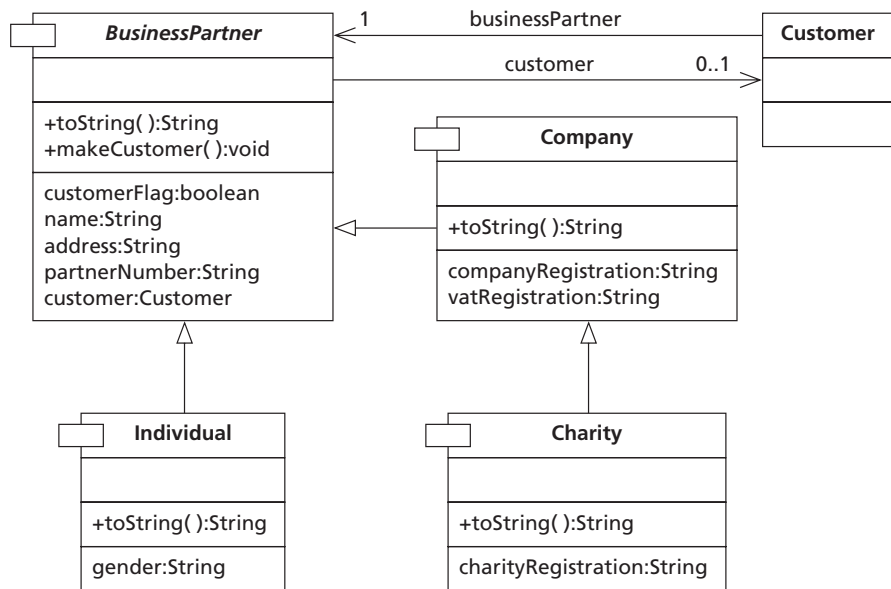 BusinessPartner
1
businessPartner
Customer
customer
0..1
+toString( ):String
+makeCustomer( ):void
customerFlag:boolean
name:String
address:String
partnerNumber:String
customer:Customer
Company
+toString( ):String
companyRegistration:String
vatRegistration:String
Individual
+toString( ):String
gender:String
Charity
+toString( ):String
charityRegistration:String